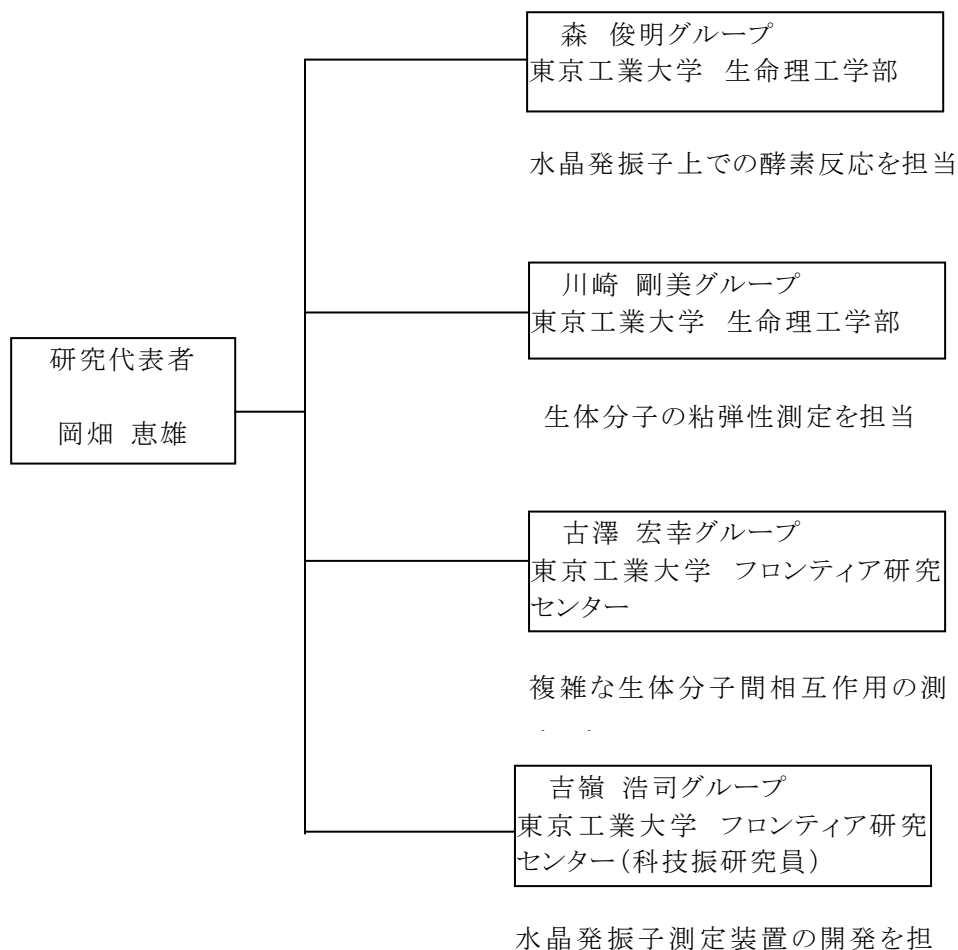 森 俊明グループ
東京工業大学 生命理工学部
水晶発振子上での酵素反応を担当
川崎 剛美グループ
東京工業大学 生命理工学部
研究代表者
岡畑 恵雄
生体分子の粘弾性測定を担当
古澤 宏幸グループ
東京工業大学 フロンティア研究
センター
複雑な生体分子間相互作用の測
吉嶺 浩司グループ
東京工業大学 フロンティア研究
センター(科技振研究員)
水晶発振子測定装置の開発を担